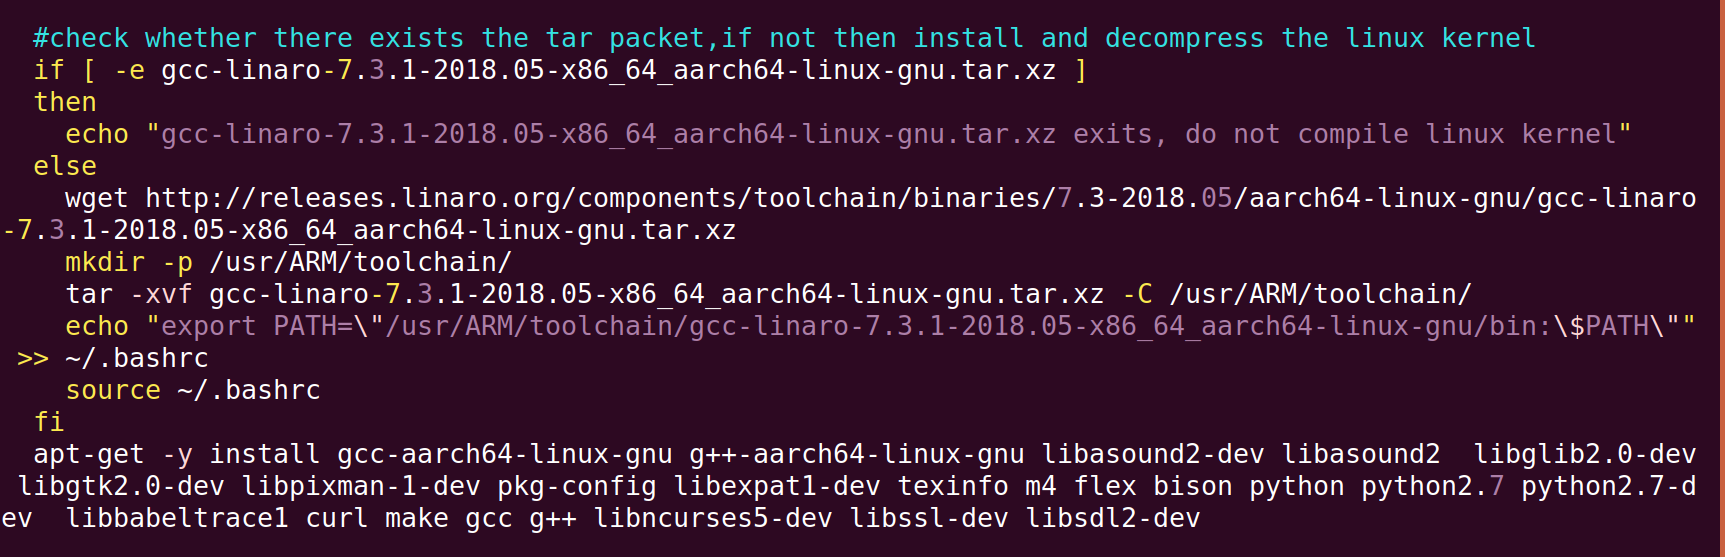 #check whether there exists the tar packet,if not then install and decompress the linux kernel
if [ -e gcc-linaro-7.3.1-2018.05-x86_64_aarch64-linux-gnu.tar.xz ]
then
echo "gcc-linaro-7.3.1-2018.05-x86_64_aarch64-linux-gnu.tar.xz exits, do not compile linux kernel"
else
wget http://releases.linaro.org/components/toolchain/binaries/7.3-2018.05/aarch64-linux-gnu/gcc-linaro
-7.3.1-2018.05-x86_64_aarch64-linux-gnu.tar.xz
mkdir -p /usr/ARM/toolchain/
tar -xvf gcc-linaro-7.3.1-2018.05-x86_64_aarch64-linux-gnu.tar.xz -C /usr/ARM/toolchain/
echo "export PATH=\"/usr/ARM/toolchain/gcc-linaro-7.3.1-2018.05-x86_64_aarch64-linux-gnu/bin:\$PATH\""
>> ~/.bashrc
source ~/.bashrc
fi
apt-get -y install gcc-aarch64-linux-gnu g++-aarch64-linux-gnu libasound2-dev libasound2  libglib2.0-dev
libgtk2.0-dev libpixman-1-dev pkg-config libexpat1-dev texinfo m4 flex bison python python2.7 python2.7-d
ev  libbabeltrace1 curl make gcc g++ libncurses5-dev libssl-dev libsdl2-dev